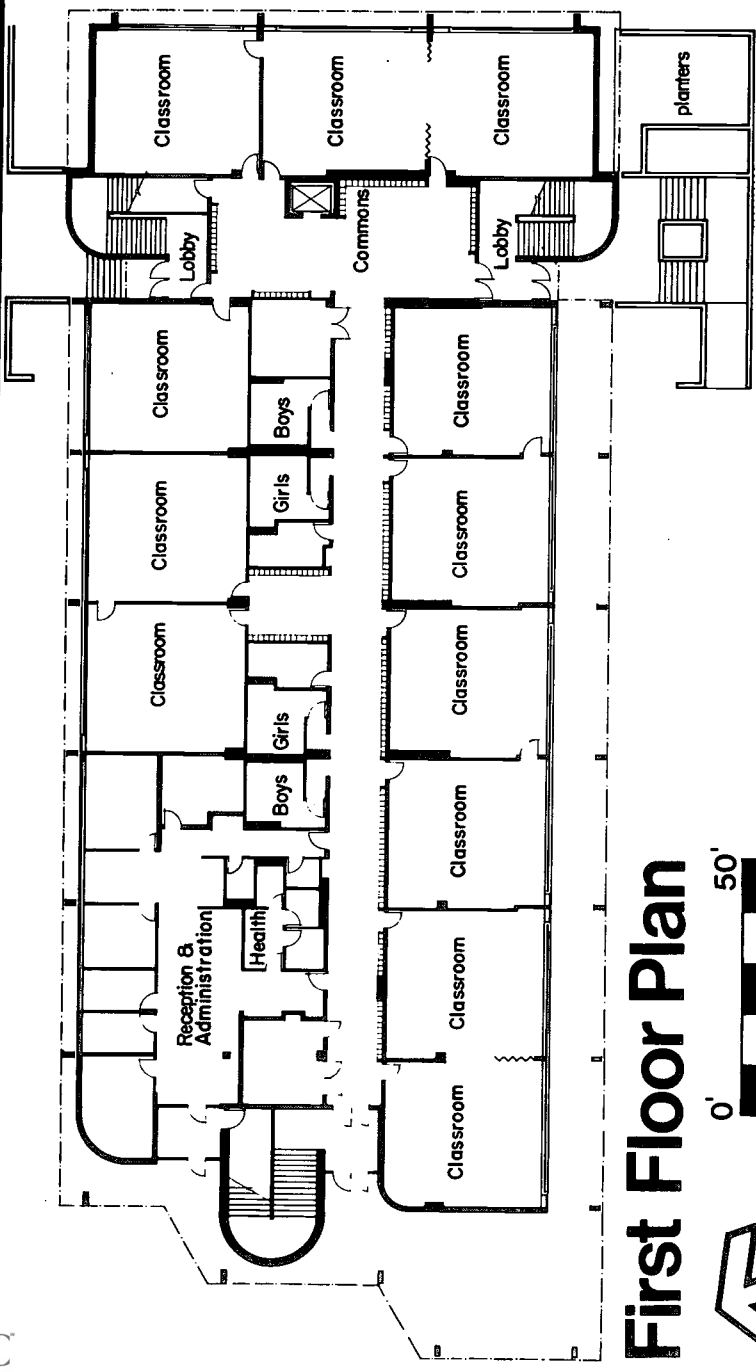 Classroom
Classroom
Classroom
Lobby
Classroom
Reception &
Administration
Health
Boys
Girls
Girls
Boys
Commons
Classroom
Classroom
Classroom
Classroom
Classroom
Classroom
Classroom
Lobby
Classroom
planters
First Floor Plan
0' 50'